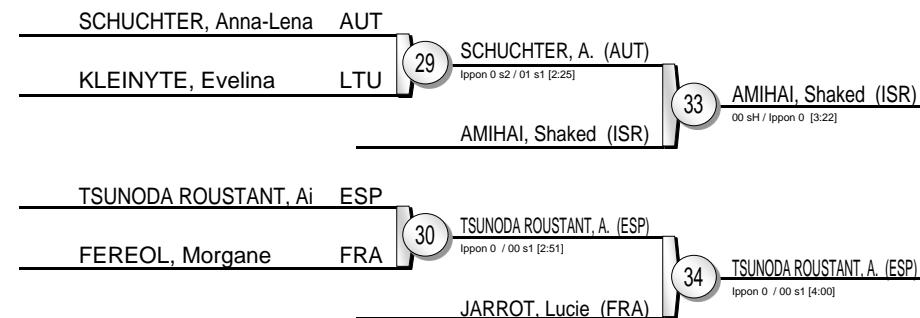 SCHUCHTER, Anna-Lena AUT
KLEINYTE, Evelina LTU
29
SCHUCHTER, A. (AUT)
Ippon 0 s2 / 01 s1 [2:25]
AMIHAI, Shaked (ISR)
33
AMIHAI, Shaked (ISR)
00 sH / Ippon 0 [3:22]
TSUNODA ROUSTANT, Ai ESP
FEREOL, Morgane FRA
30
TSUNODA ROUSTANT, A. (ESP)
Ippon 0 / 00 s1 [2:51]
JARROT, Lucie (FRA)
34
TSUNODA ROUSTANT, A. (ESP)
Ippon 0 / 00 s1 [4:00]